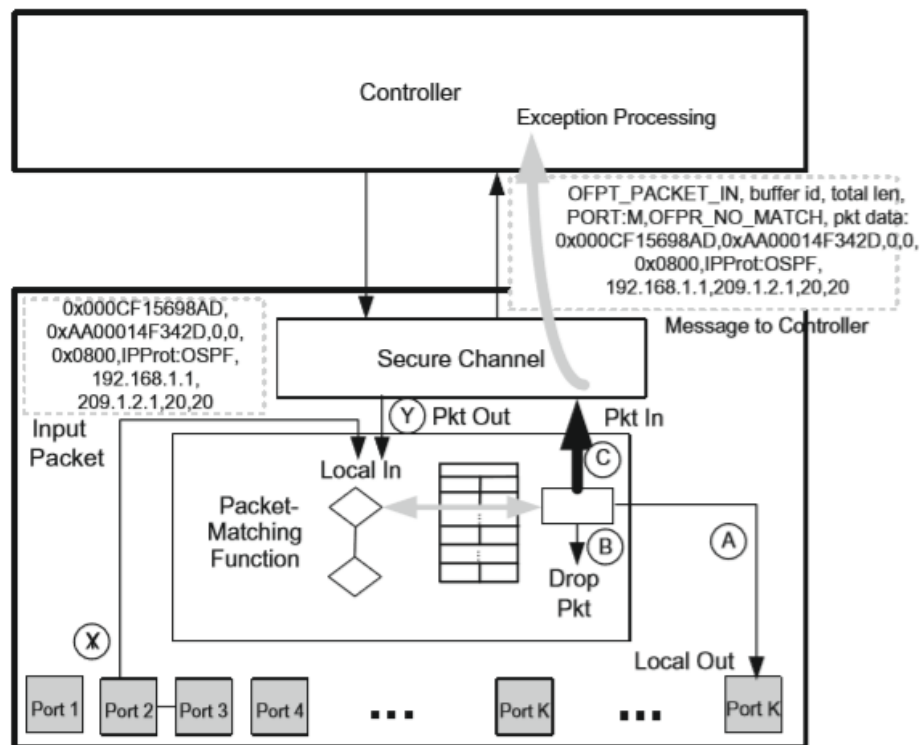 Controller
Exception Processing
OFPT_PACKET_IN, buffer id, total len,
PORT:M,OFPR_NO_MATCH, pkt data:
0x000CF15698AD,0xAA00014F342D,0,0,
0x0800,IPProt:OSPF,
192.168.1.1,209.1.2.1,20,20
Message to Controller
0x000CF15698AD,
0xAA00014F342D,0,0,
0x0800,IPProt:OSPF,
192.168.1.1,
209.1.2.1,20,20
Input
Packet
Secure Channel
Y Pkt Out
Pkt In
C
Local In
Packet-
Matching
Function
B
Drop
Pkt
A
X
Local Out
Port 1
Port 2
Port 3
Port 4
...
Port K
...
Port K